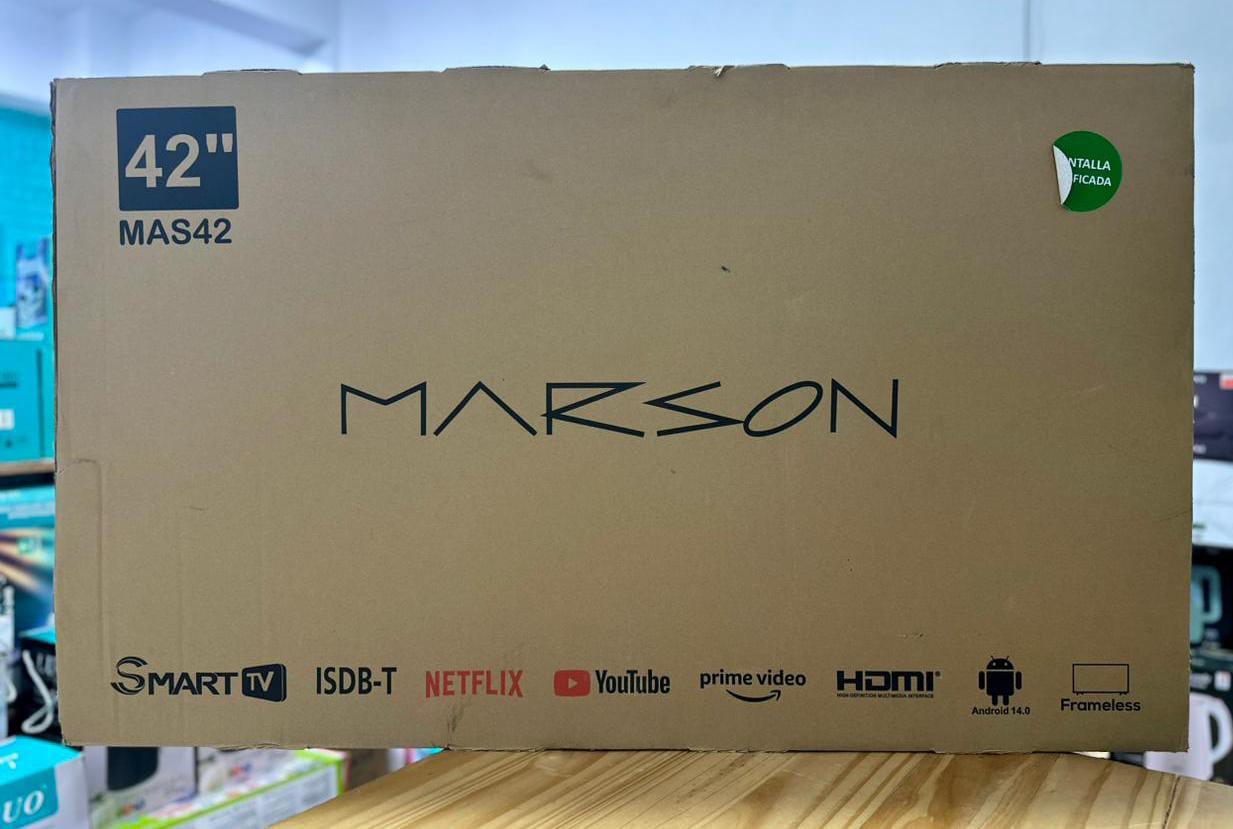 42"
MAS42
NTALLA
FICADA
MARSON
SMART TV
ISDB-T
NETFLIX
YouTube
prime video
HDMI
HIGH-DEFINITION MULTIMEDIA INTERFACE
Android 14.0
Frameless
UO